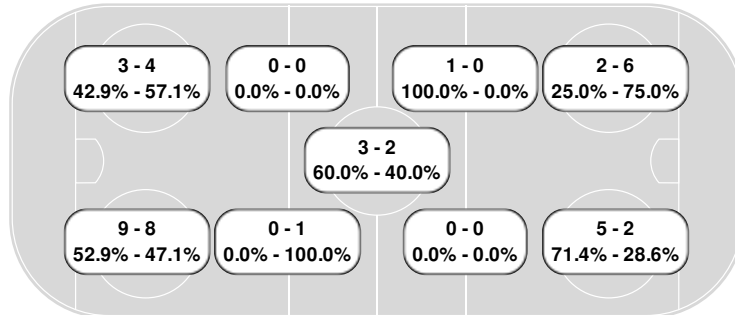 3 - 4
42.9% - 57.1%
0 - 0
0.0% - 0.0%
1 - 0
100.0% - 0.0%
2 - 6
25.0% - 75.0%
3 - 2
60.0% - 40.0%
9 - 8
52.9% - 47.1%
0 - 1
0.0% - 100.0%
0 - 0
0.0% - 0.0%
5 - 2
71.4% - 28.6%